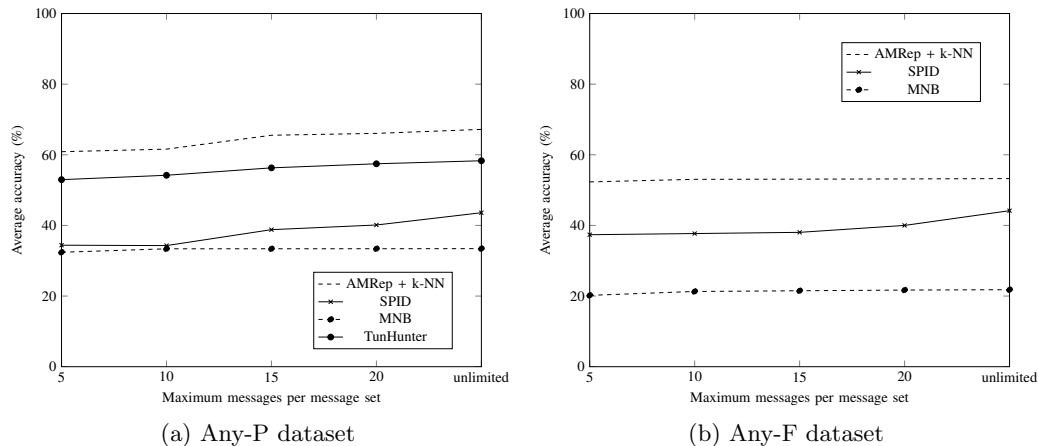 100
80
60
40
20
0
Average accuracy (%)
AMRep + k-NN
SPID
MNB
TunHunter
5 10 15 20 unlimited
Maximum messages per message set
(a) Any-P dataset
100
80
60
40
20
0
Average accuracy (%)
AMRep + k-NN
SPID
MNB
5 10 15 20 unlimited
Maximum messages per message set
(b) Any-F dataset